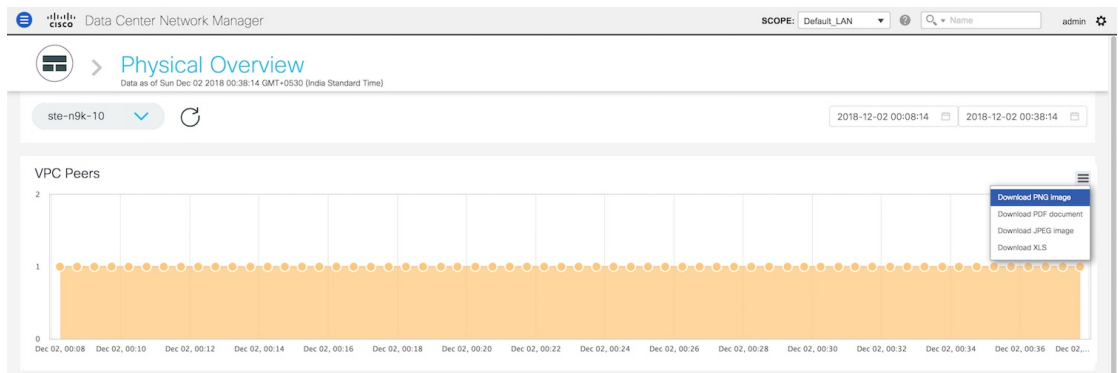 cisco Data Center Network Manager
SCOPE: Default_LAN
? Name
admin
Physical Overview
Data as of Sun Dec 02 2018 00:38:14 GMT+0530 (India Standard Time)
ste-n9k-10
2018-12-02 00:08:14 2018-12-02 00:38:14
VPC Peers
Download PNG image
Download PDF document
Download JPEG image
Download XLS
2
1
0
Dec 02, 00:08 Dec 02, 00:10 Dec 02, 00:12 Dec 02, 00:14 Dec 02, 00:16 Dec 02, 00:18 Dec 02, 00:20 Dec 02, 00:22 Dec 02, 00:24 Dec 02, 00:26 Dec 02, 00:28 Dec 02, 00:30 Dec 02, 00:32 Dec 02, 00:34 Dec 02, 00:36 Dec 02,...